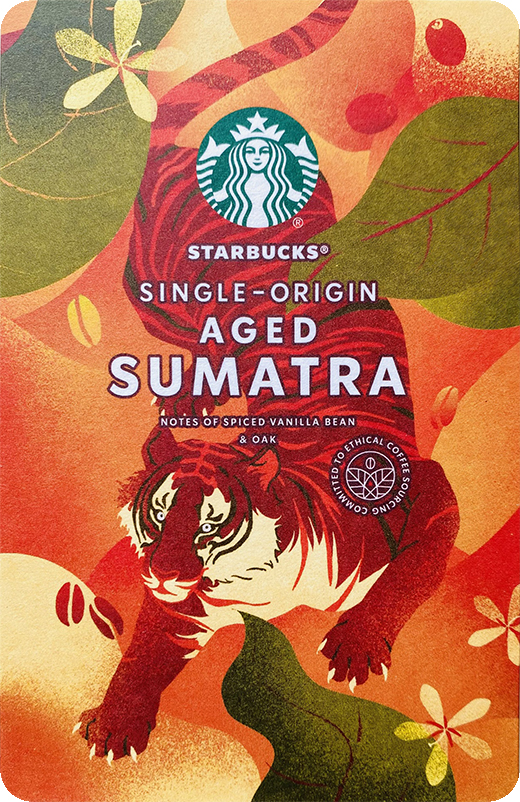 ®
STARBUCKS®
SINGLE-ORIGIN
AGED
SUMATRA
NOTES OF SPICED VANILLA BEAN
& OAK
COMMITTED TO ETHICAL COFFEE SOURCING